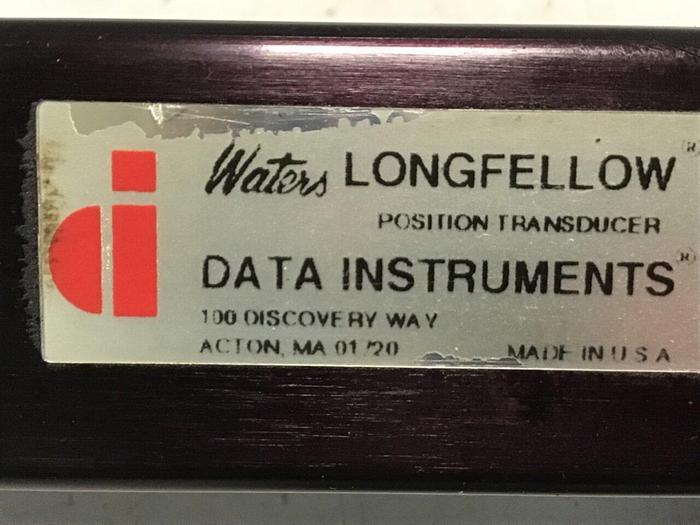 Waters LONGFELLOW ®
POSITION TRANSDUCER
DATA INSTRUMENTS ®
100 DISCOVERY WAY
ACTON, MA 01720
MADE IN U S A